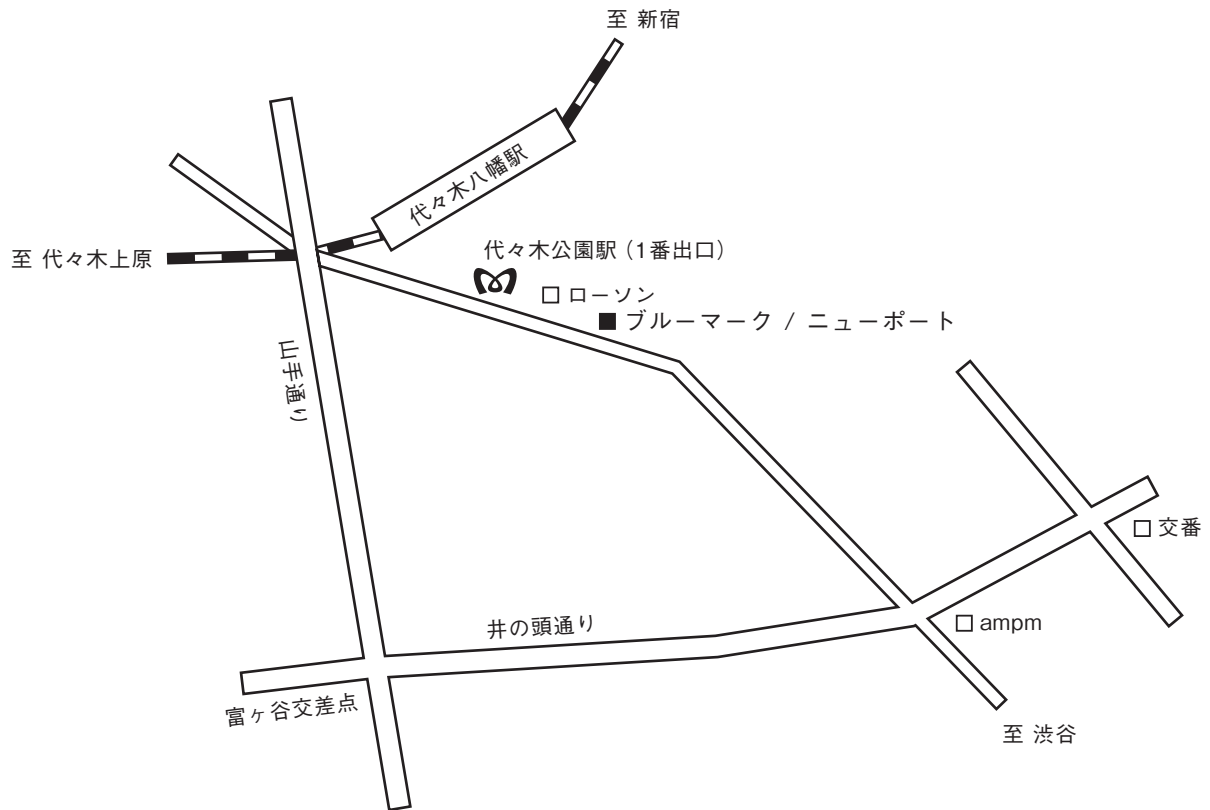 至 新宿
代々木八幡駅
代々木公園駅 (1番出口)
至 代々木上原
ローソン
ブルーマーク / ニューポート
山手通り
交番
井の頭通り
ampm
富ヶ谷交差点
至 渋谷